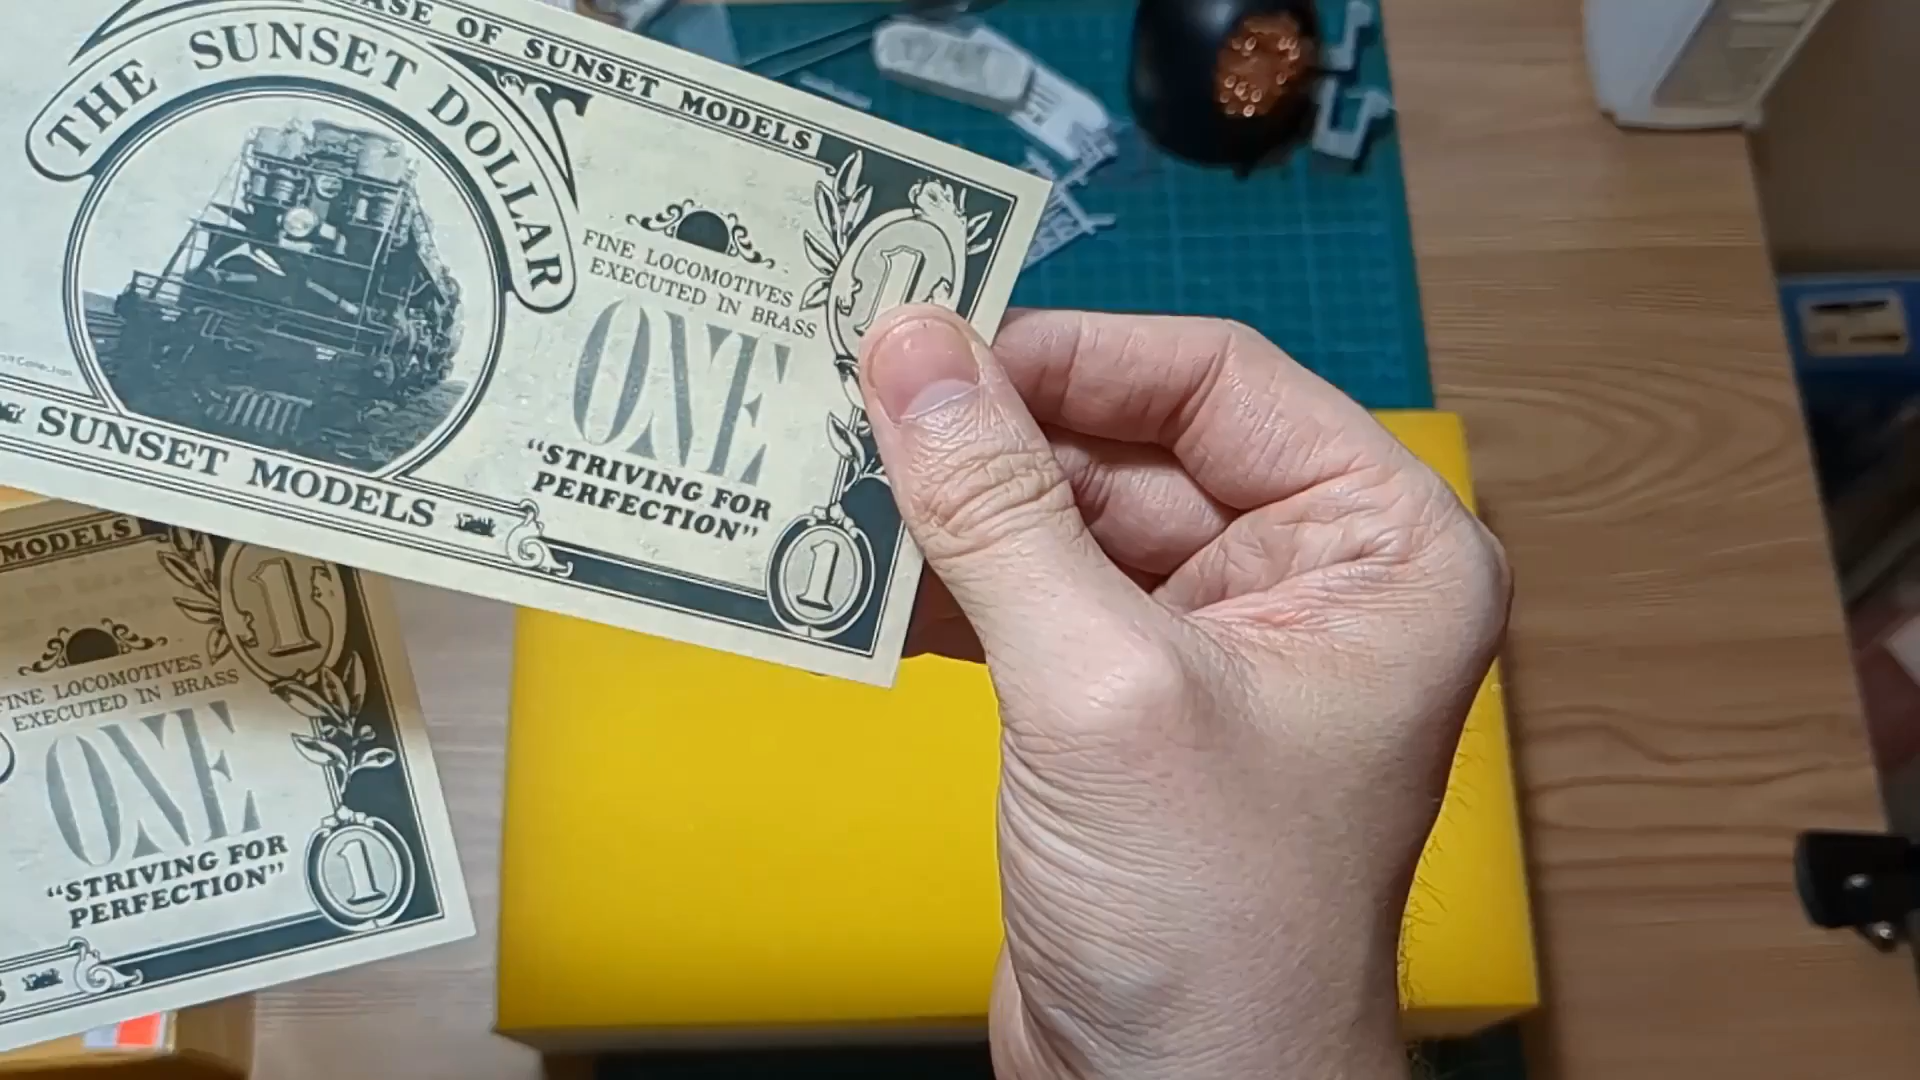 OF SUNSET MODELS
THE SUNSET DOLLAR
FINE LOCOMOTIVES
EXECUTED IN BRASS
1
ONE
"STRIVING FOR
PERFECTION"
SUNSET MODELS
1
MODELS
1
FINE LOCOMOTIVES
EXECUTED IN BRASS
ONE
"STRIVING FOR
PERFECTION"
1